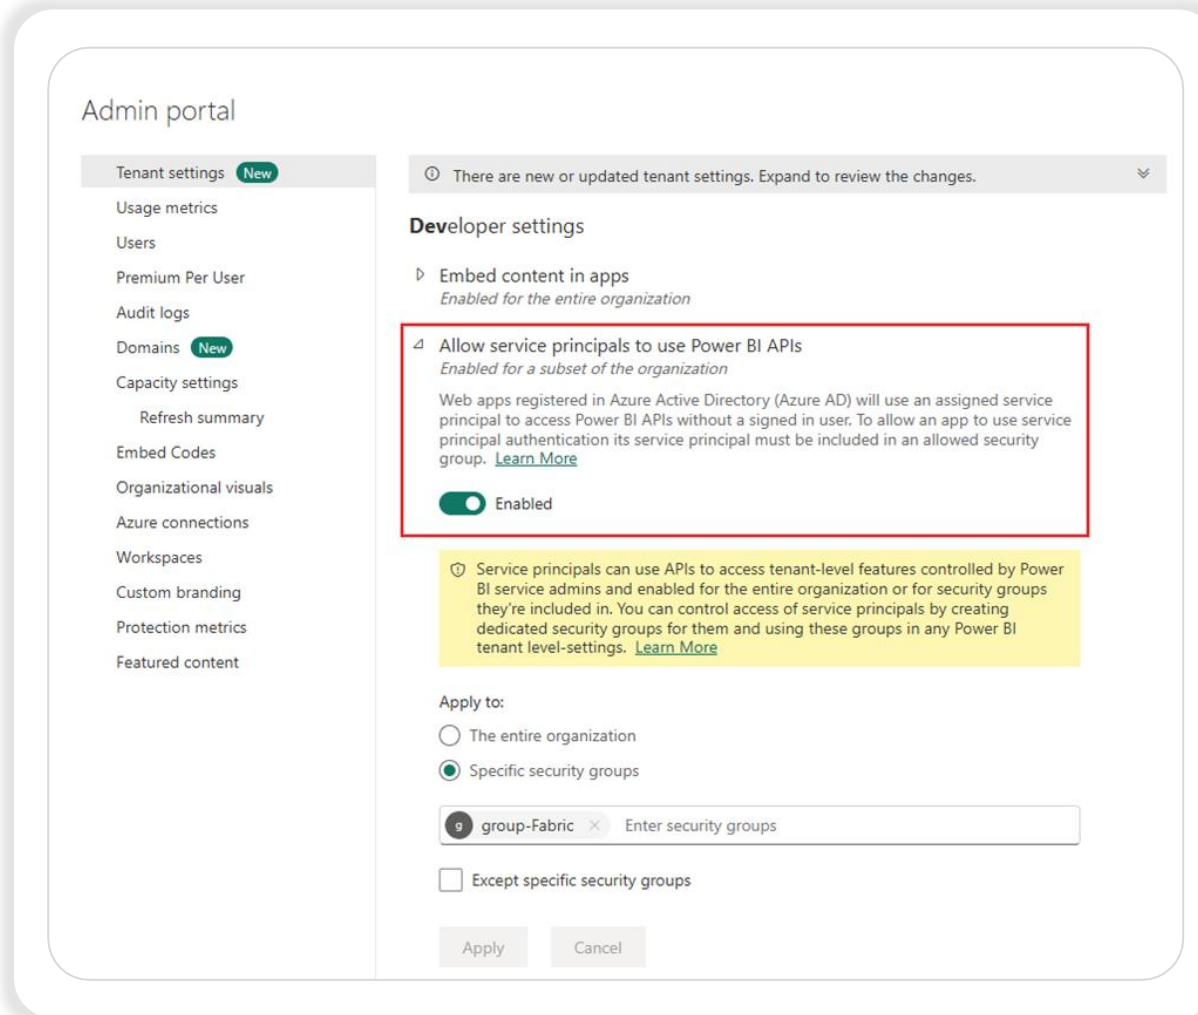 Admin portal
Tenant settings New
Usage metrics
Users
Premium Per User
Audit logs
Domains New
Capacity settings
Refresh summary
Embed Codes
Organizational visuals
Azure connections
Workspaces
Custom branding
Protection metrics
Featured content
There are new or updated tenant settings. Expand to review the changes.
Developer settings
Embed content in apps
Enabled for the entire organization
Allow service principals to use Power BI APIs
Enabled for a subset of the organization
Web apps registered in Azure Active Directory (Azure AD) will use an assigned service
principal to access Power BI APIs without a signed in user. To allow an app to use service
principal authentication its service principal must be included in an allowed security
group. Learn More
Enabled
Service principals can use APIs to access tenant-level features controlled by Power
BI service admins and enabled for the entire organization or for security groups
they're included in. You can control access of service principals by creating
dedicated security groups for them and using these groups in any Power BI
tenant level-settings. Learn More
Apply to:
The entire organization
Specific security groups
g group-Fabric Enter security groups
Except specific security groups
Apply Cancel